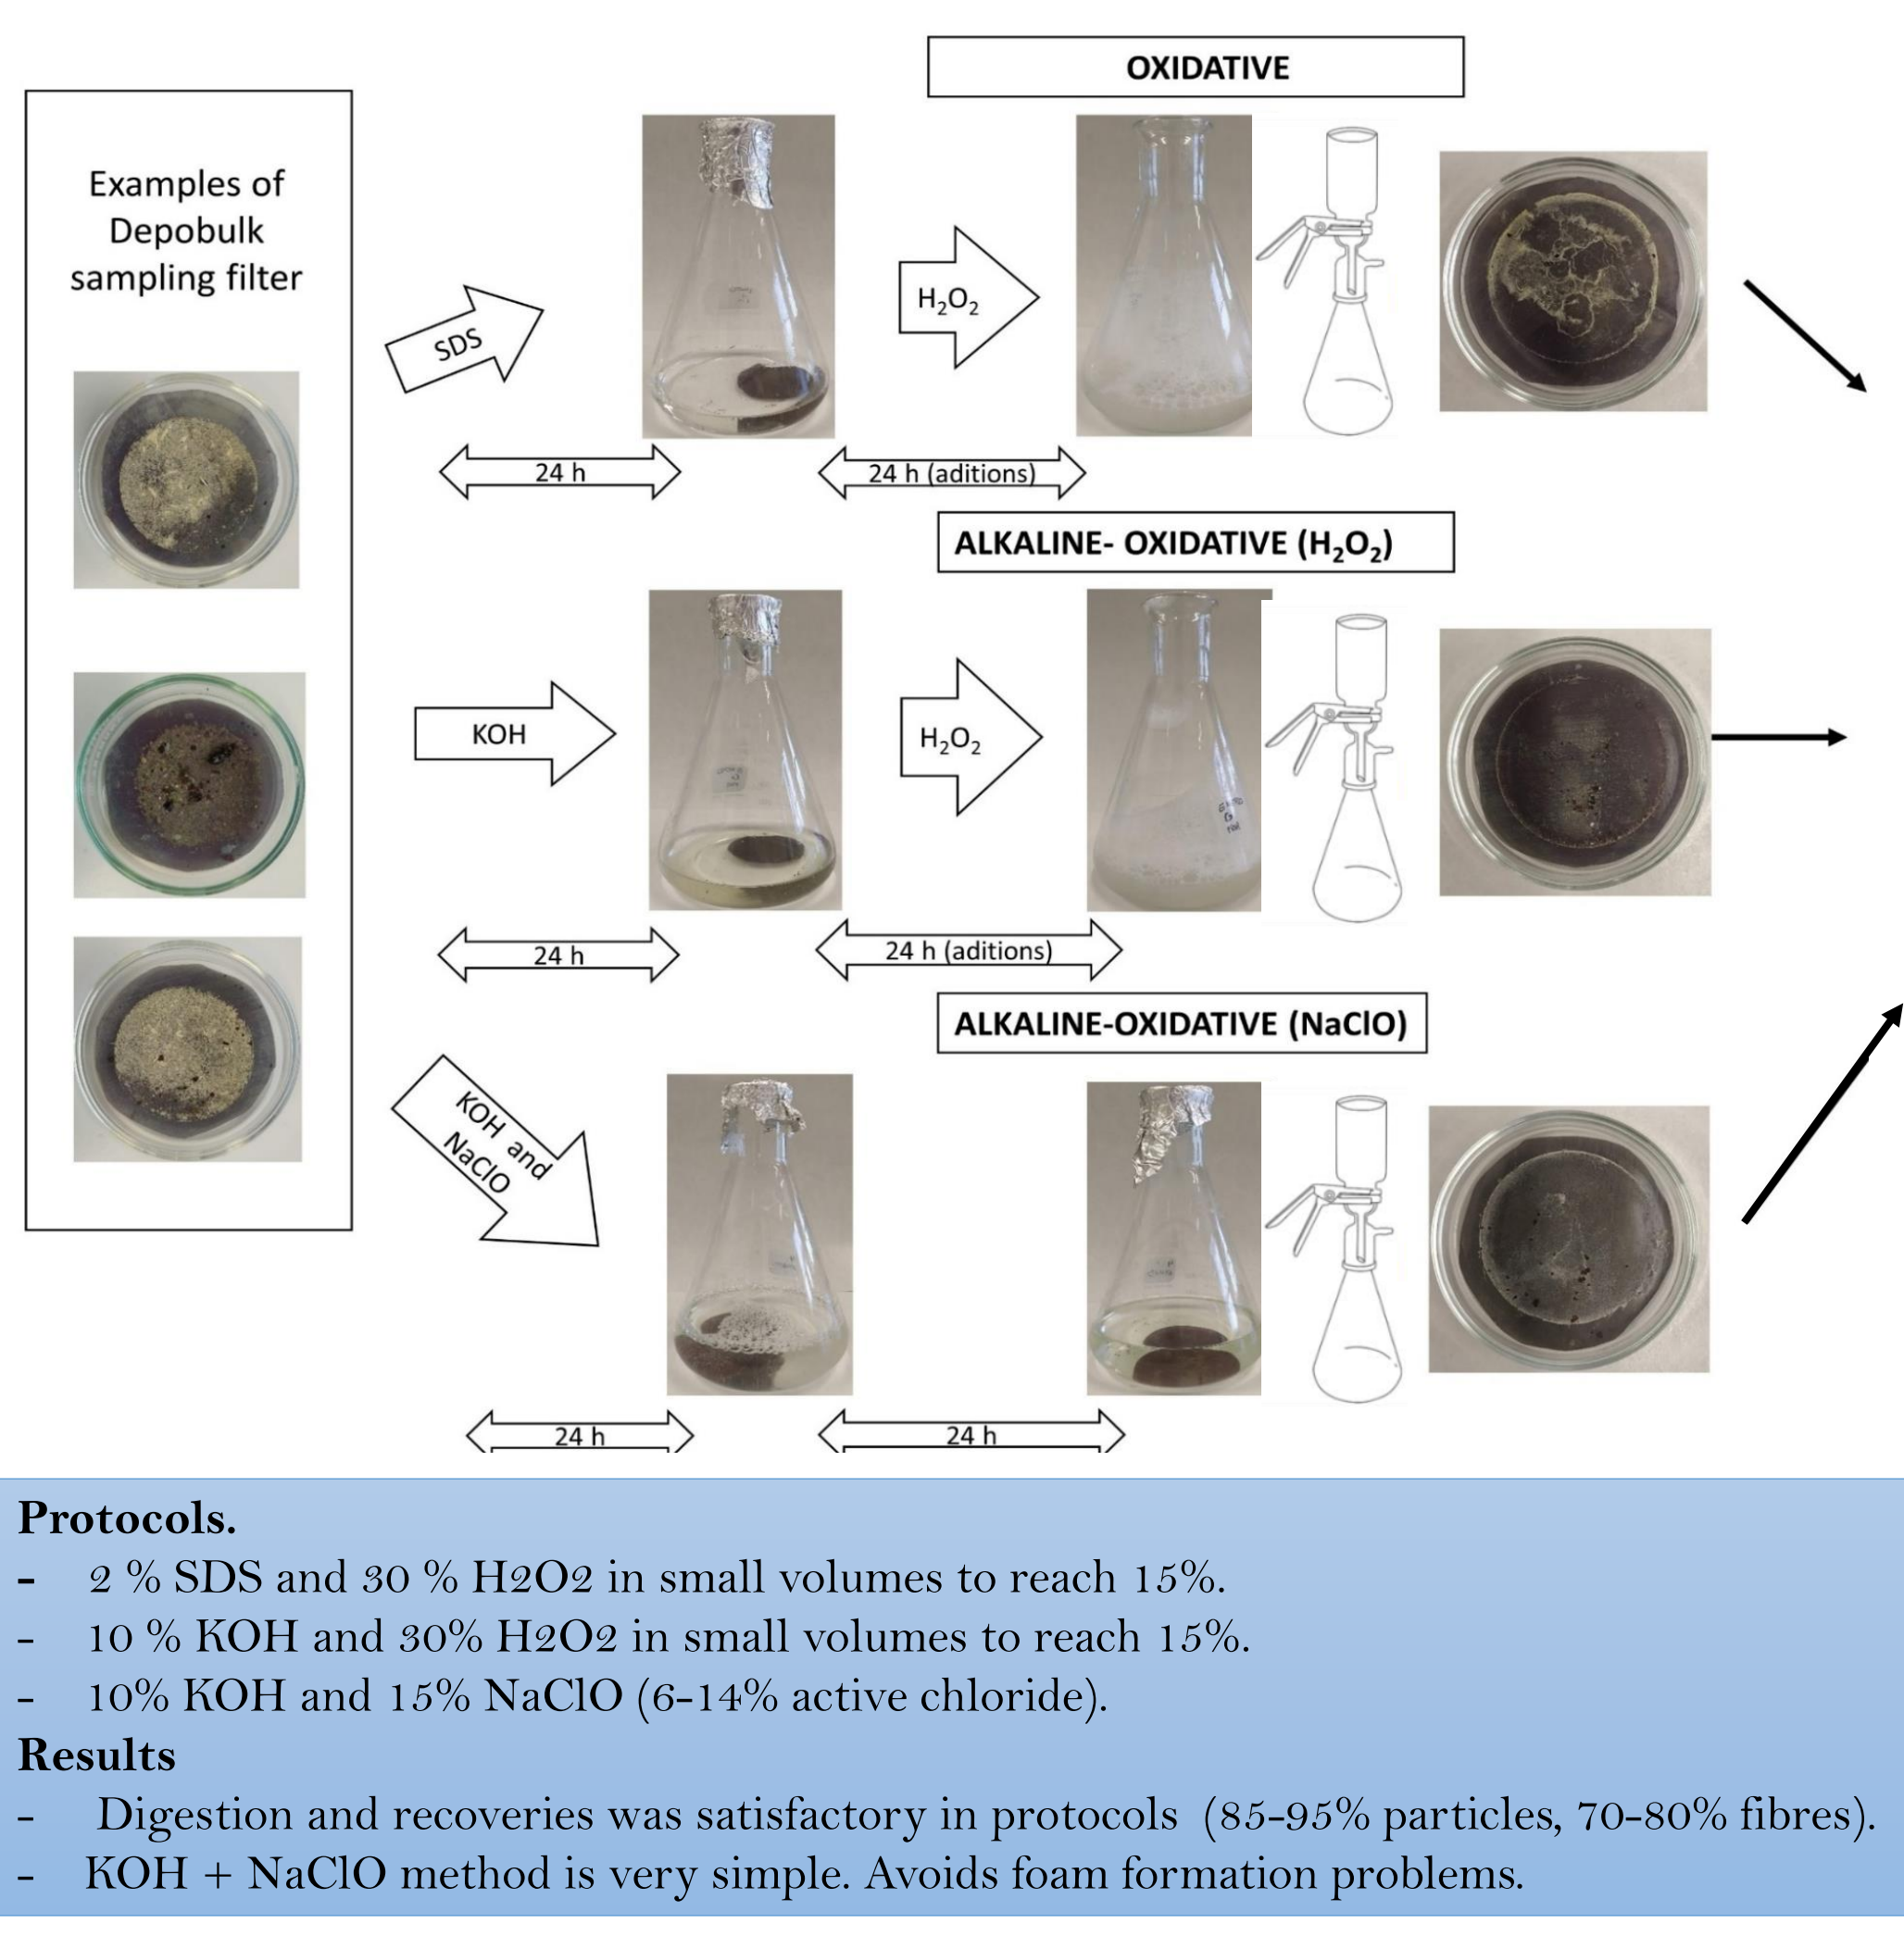 OXIDATIVE
Examples of
Depobulk
sampling filter
SDS
H₂O₂
24 h
24 h (aditions)
ALKALINE- OXIDATIVE (H₂O₂)
KOH
H₂O₂
24 h
24 h (aditions)
ALKALINE-OXIDATIVE (NaClO)
KOH and
NaClO
24 h
24 h
Protocols.
- 2 % SDS and 30 % H2O2 in small volumes to reach 15%.
- 10 % KOH and 30% H2O2 in small volumes to reach 15%.
- 10% KOH and 15% NaClO (6-14% active chloride).
Results
- Digestion and recoveries was satisfactory in protocols (85-95% particles, 70-80% fibres).
- KOH + NaClO method is very simple. Avoids foam formation problems.